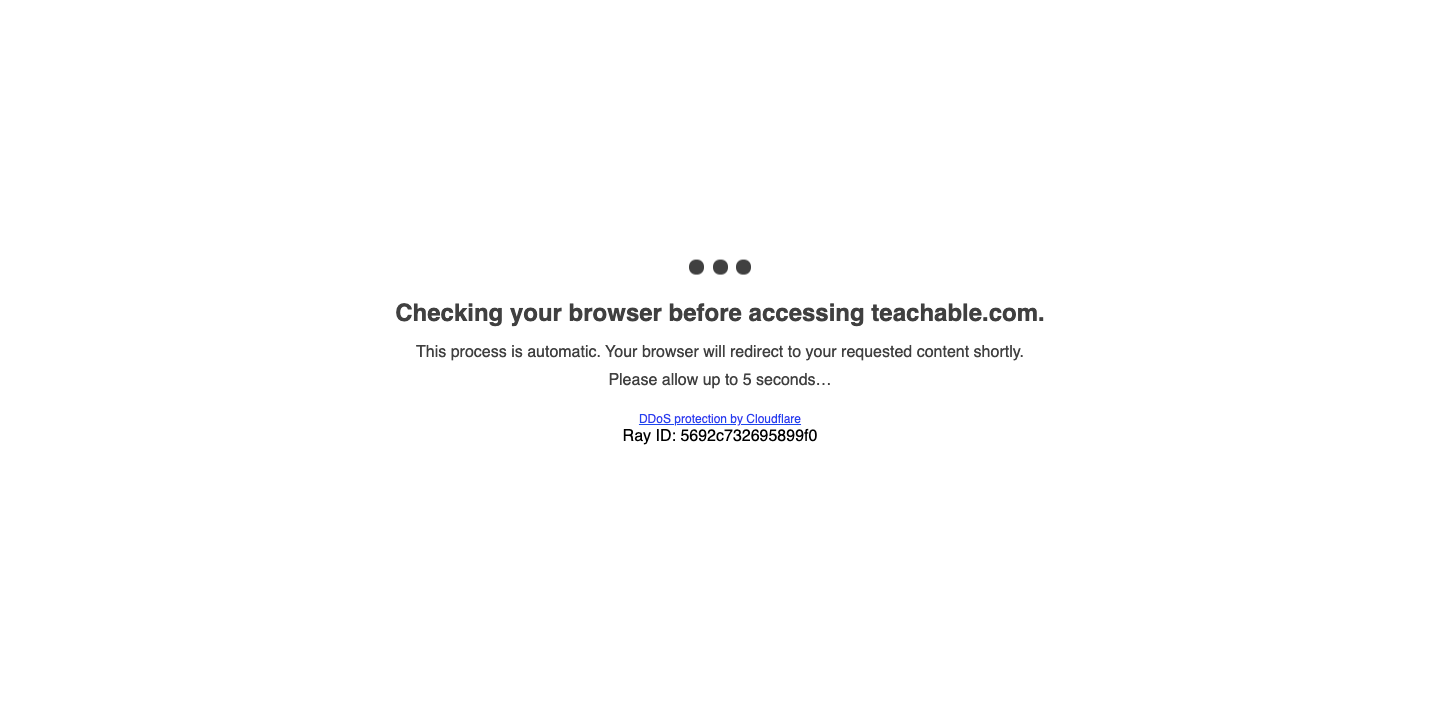 Checking your browser before accessing teachable.com.
This process is automatic. Your browser will redirect to your requested content shortly.
Please allow up to 5 seconds…
DDoS protection by Cloudflare
Ray ID: 5692c732695899f0